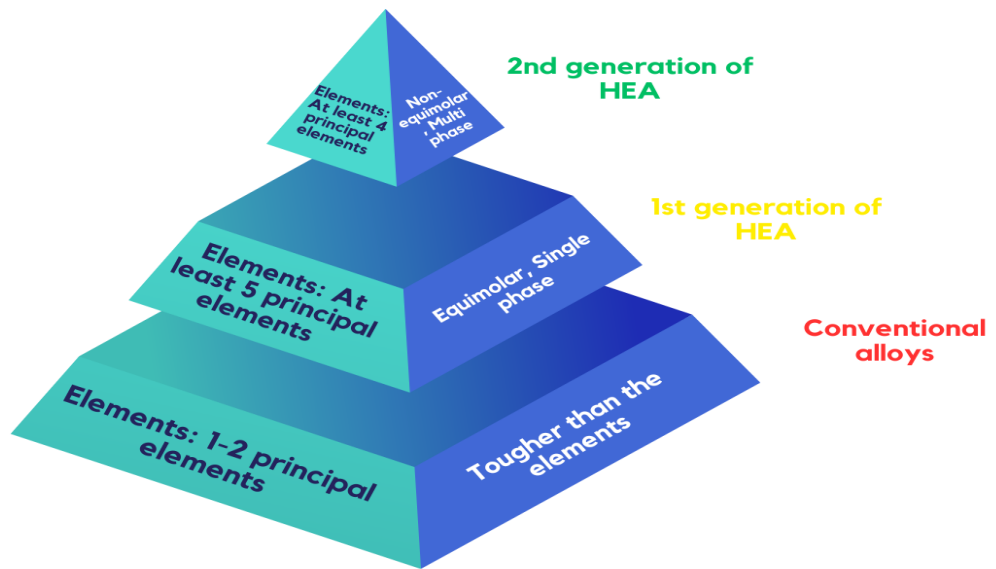 2nd generation of
HEA
Elements:
At least 4
principal
elements
Non-
equimolar
, Multi
phase
1st generation of
HEA
Elements: At
least 5 principal
elements
Equimolar, Single
phase
Conventional
alloys
Elements: 1-2 principal
elements
Tougher than the
elements